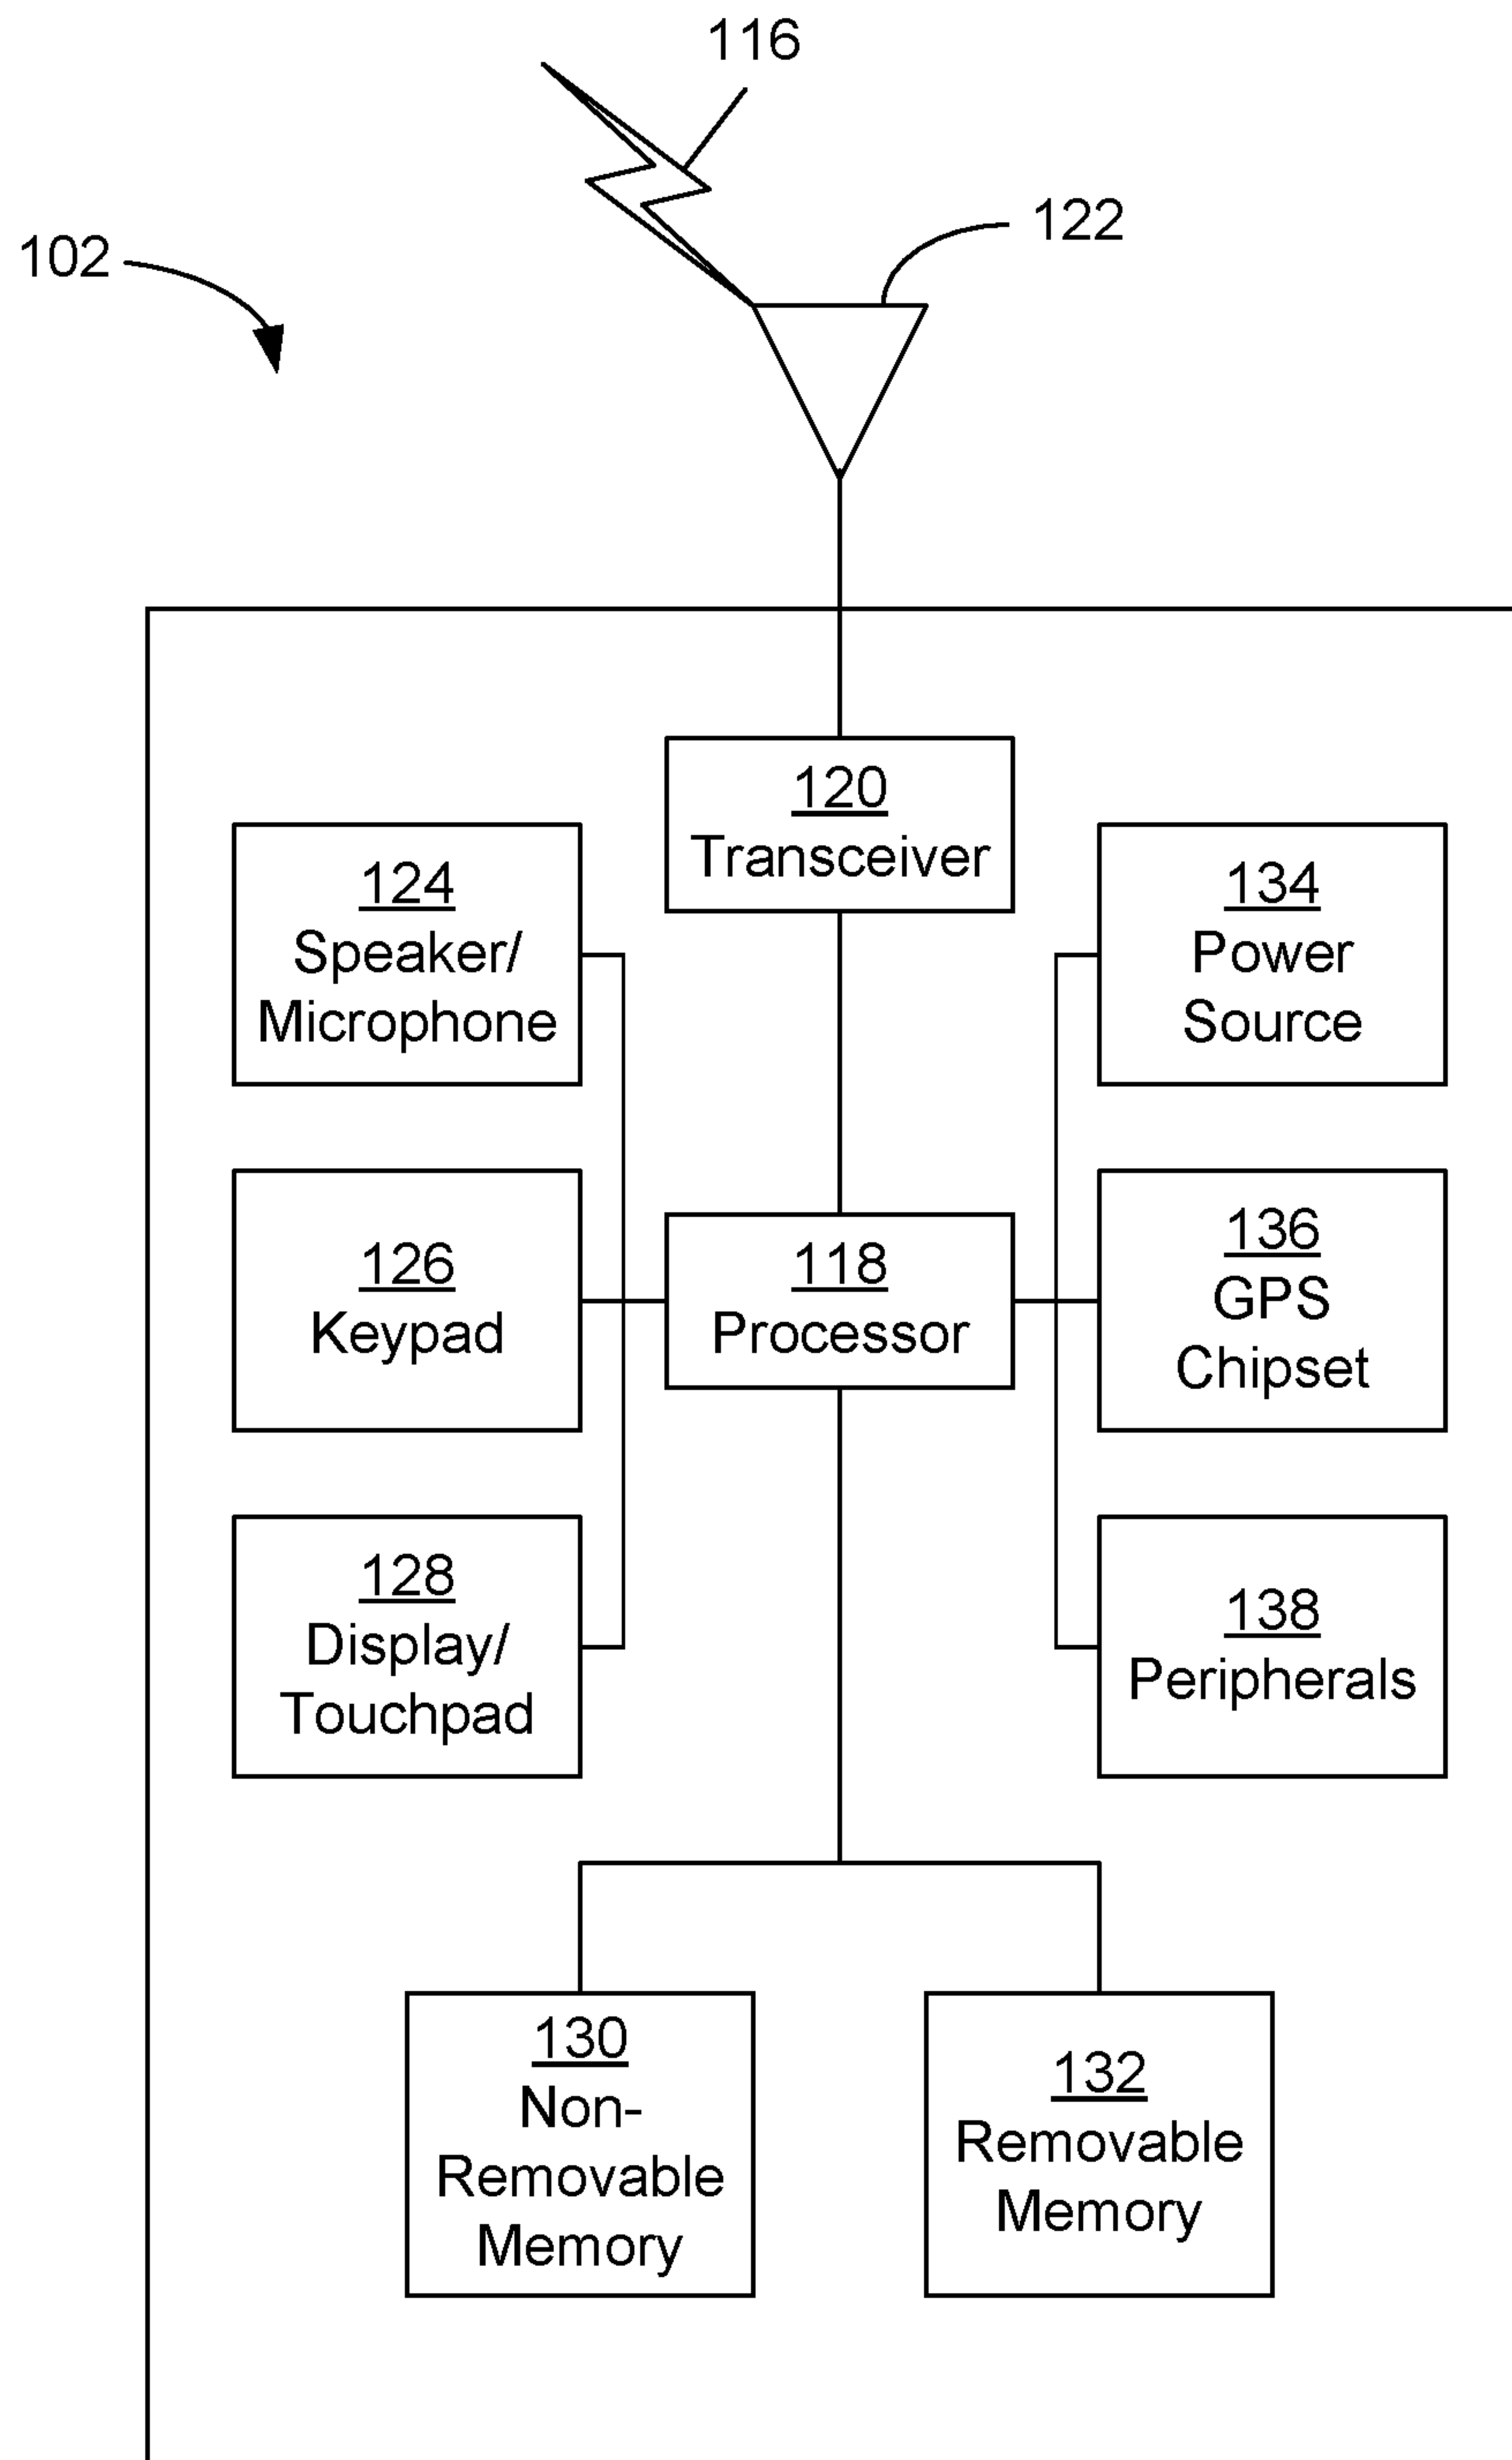 116
122
102
120
Transceiver
124
Speaker/
Microphone
134
Power
Source
126
Keypad
118
Processor
136
GPS
Chipset
128
Display/
Touchpad
138
Peripherals
130
Non-
Removable
Memory
132
Removable
Memory